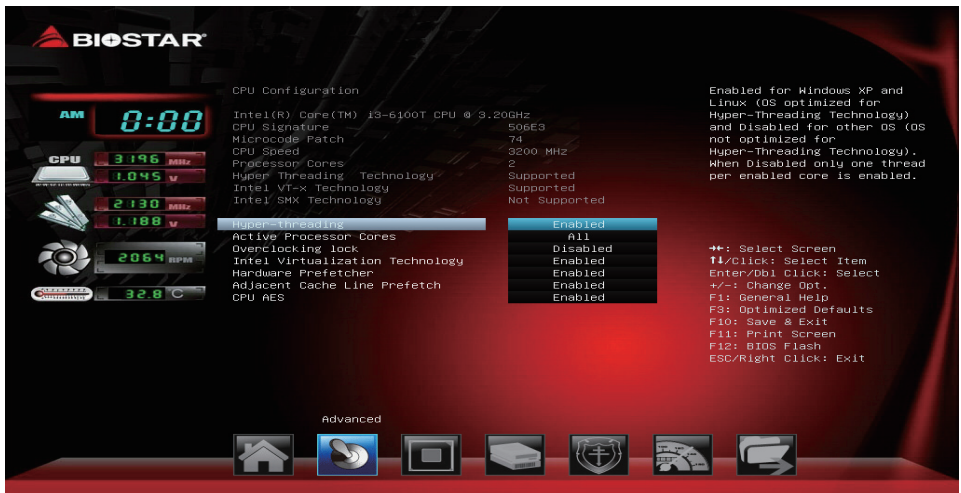 BIOSTAR
CPU Configuration
Intel(R) Core(TM) i3-6100T CPU @ 3.20GHz
CPU Signature 506E3
Microcode Patch 74
CPU Speed 3200 MHz
Processor Cores 2
Hyper Threading Technology Supported
Intel VT-x Technology Supported
Intel SMX Technology Not Supported
Hyper-threading Enabled
Active Processor Cores All
Overclocking lock Disabled
Intel Virtualization Technology Enabled
Hardware Prefetcher Enabled
Adjacent Cache Line Prefetch Enabled
CPU AES Enabled
AM 0:00
CPU 3196 MHz
1.045 V
2130 MHz
1.188 V
2064 RPM
32.8 C
Enabled for Windows XP and
Linux (OS optimized for
Hyper-Threading Technology)
and Disabled for other OS (OS
not optimized for
Hyper-Threading Technology).
When Disabled only one thread
per enabled core is enabled.
→←: Select Screen
↑↓/Click: Select Item
Enter/Dbl Click: Select
+/-: Change Opt.
F1: General Help
F3: Optimized Defaults
F10: Save & Exit
F11: Print Screen
F12: BIOS Flash
ESC/Right Click: Exit
Advanced